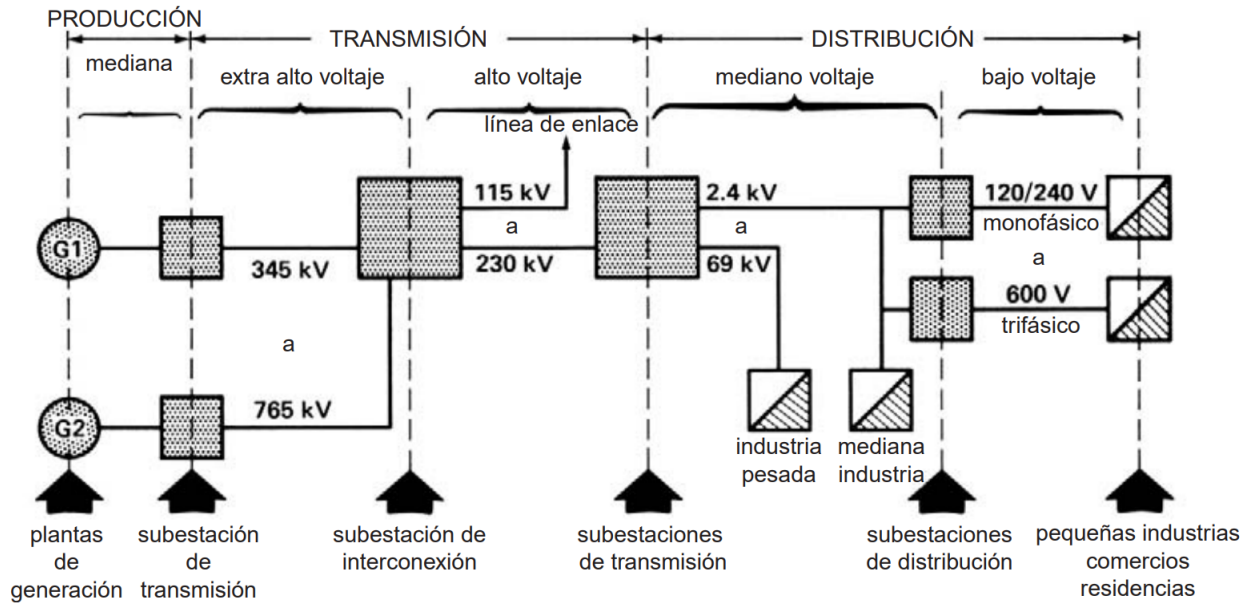 PRODUCCIÓN
TRANSMISIÓN
DISTRIBUCIÓN
mediana
extra alto voltaje
alto voltaje
mediano voltaje
bajo voltaje
línea de enlace
115 kV
a
230 kV
2.4 kV
a
69 kV
120/240 V
monofásico
a
600 V
trifásico
G1
345 kV
a
765 kV
G2
industria
pesada
mediana
industria
plantas
de
generación
subestación
de
transmisión
subestación de
interconexión
subestaciones
de transmisión
subestaciones
de distribución
pequeñas industrias
comercios
residencias